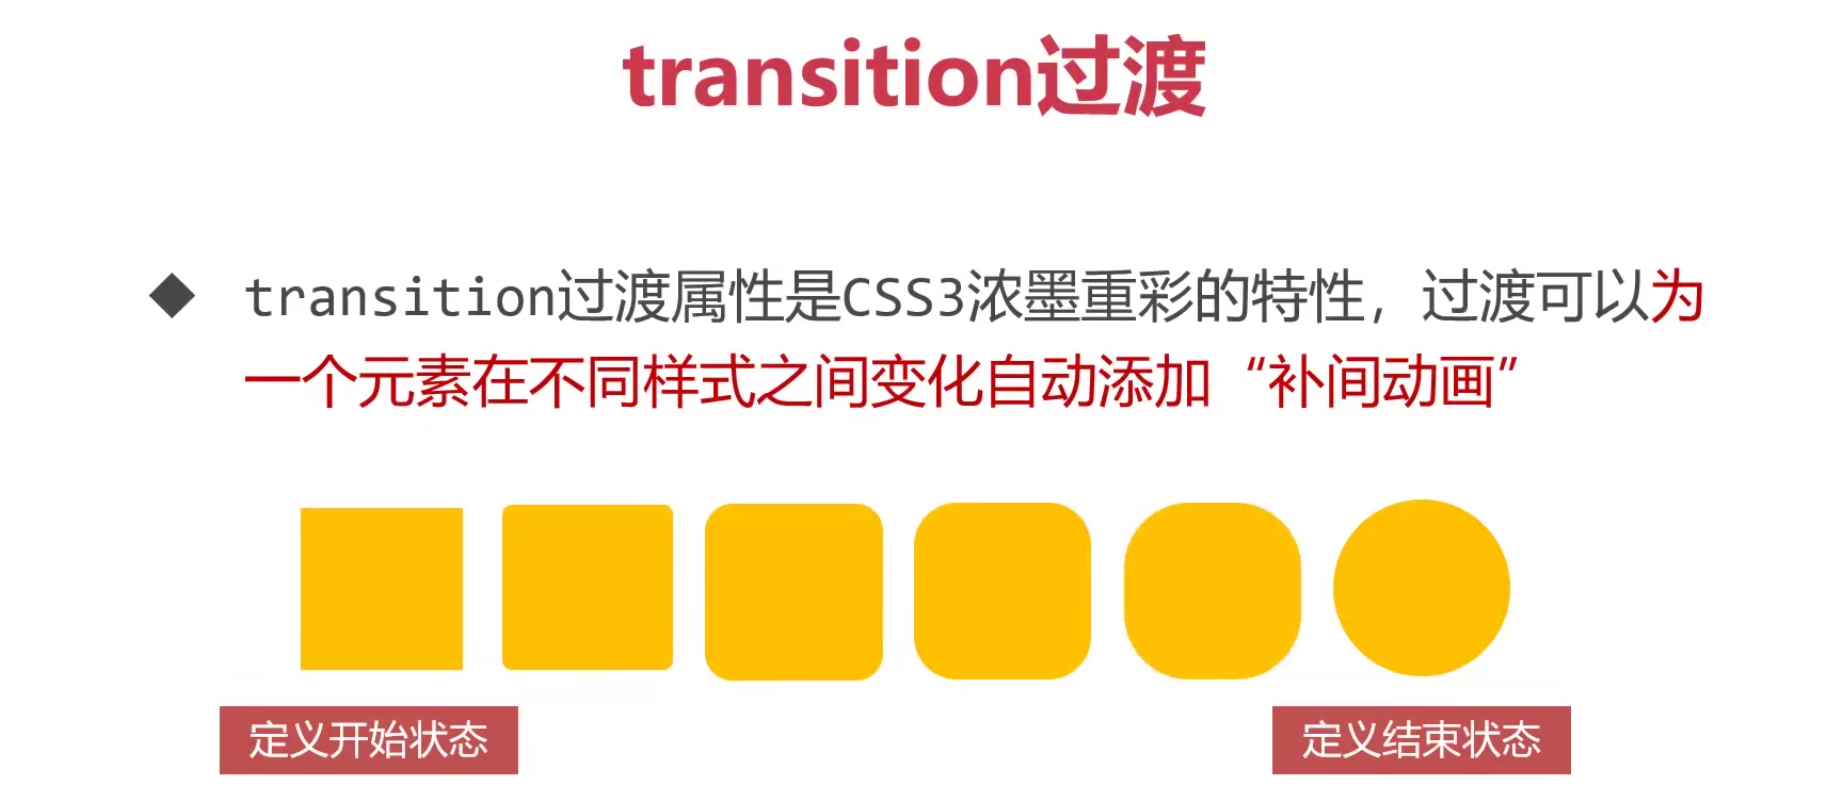 transition过渡
transition过渡属性是CSS3浓墨重彩的特性，过渡可以为
一个元素在不同样式之间变化自动添加“补间动画”
定义开始状态
定义结束状态